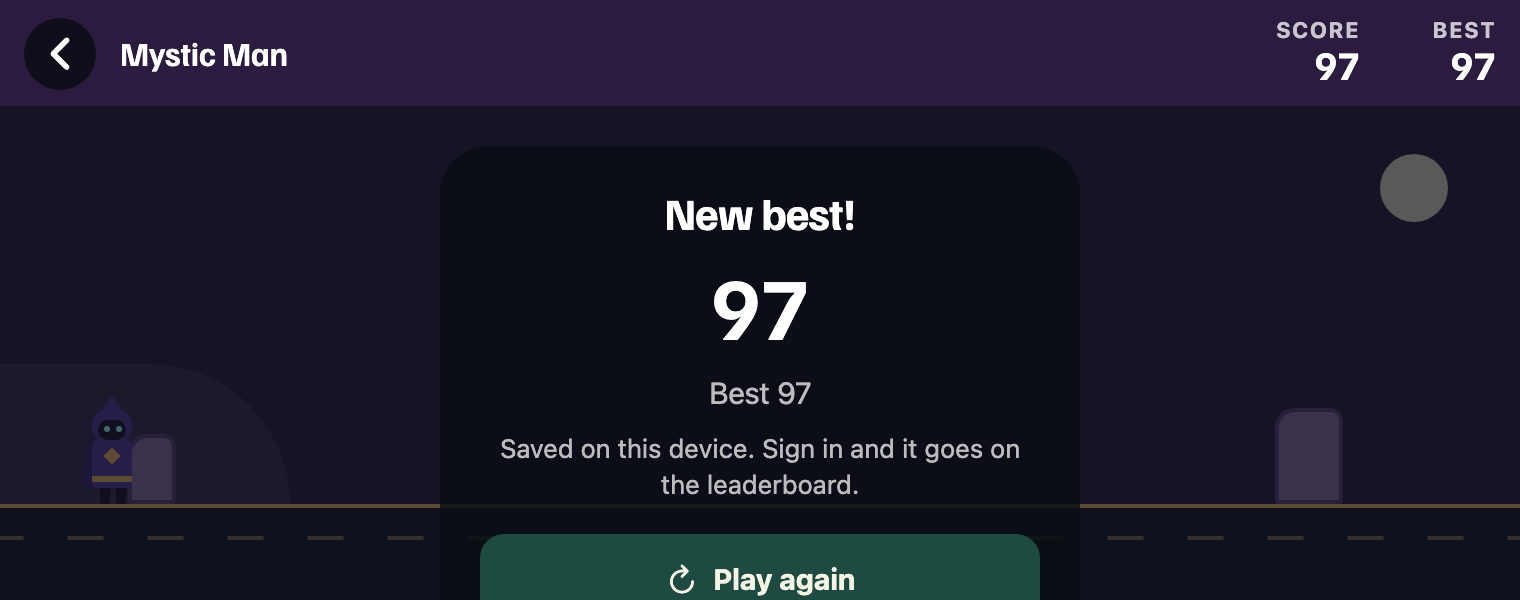 Mystic Man
SCORE
97
BEST
97
New best!
97
Best 97
Saved on this device. Sign in and it goes on
the leaderboard.
Play again